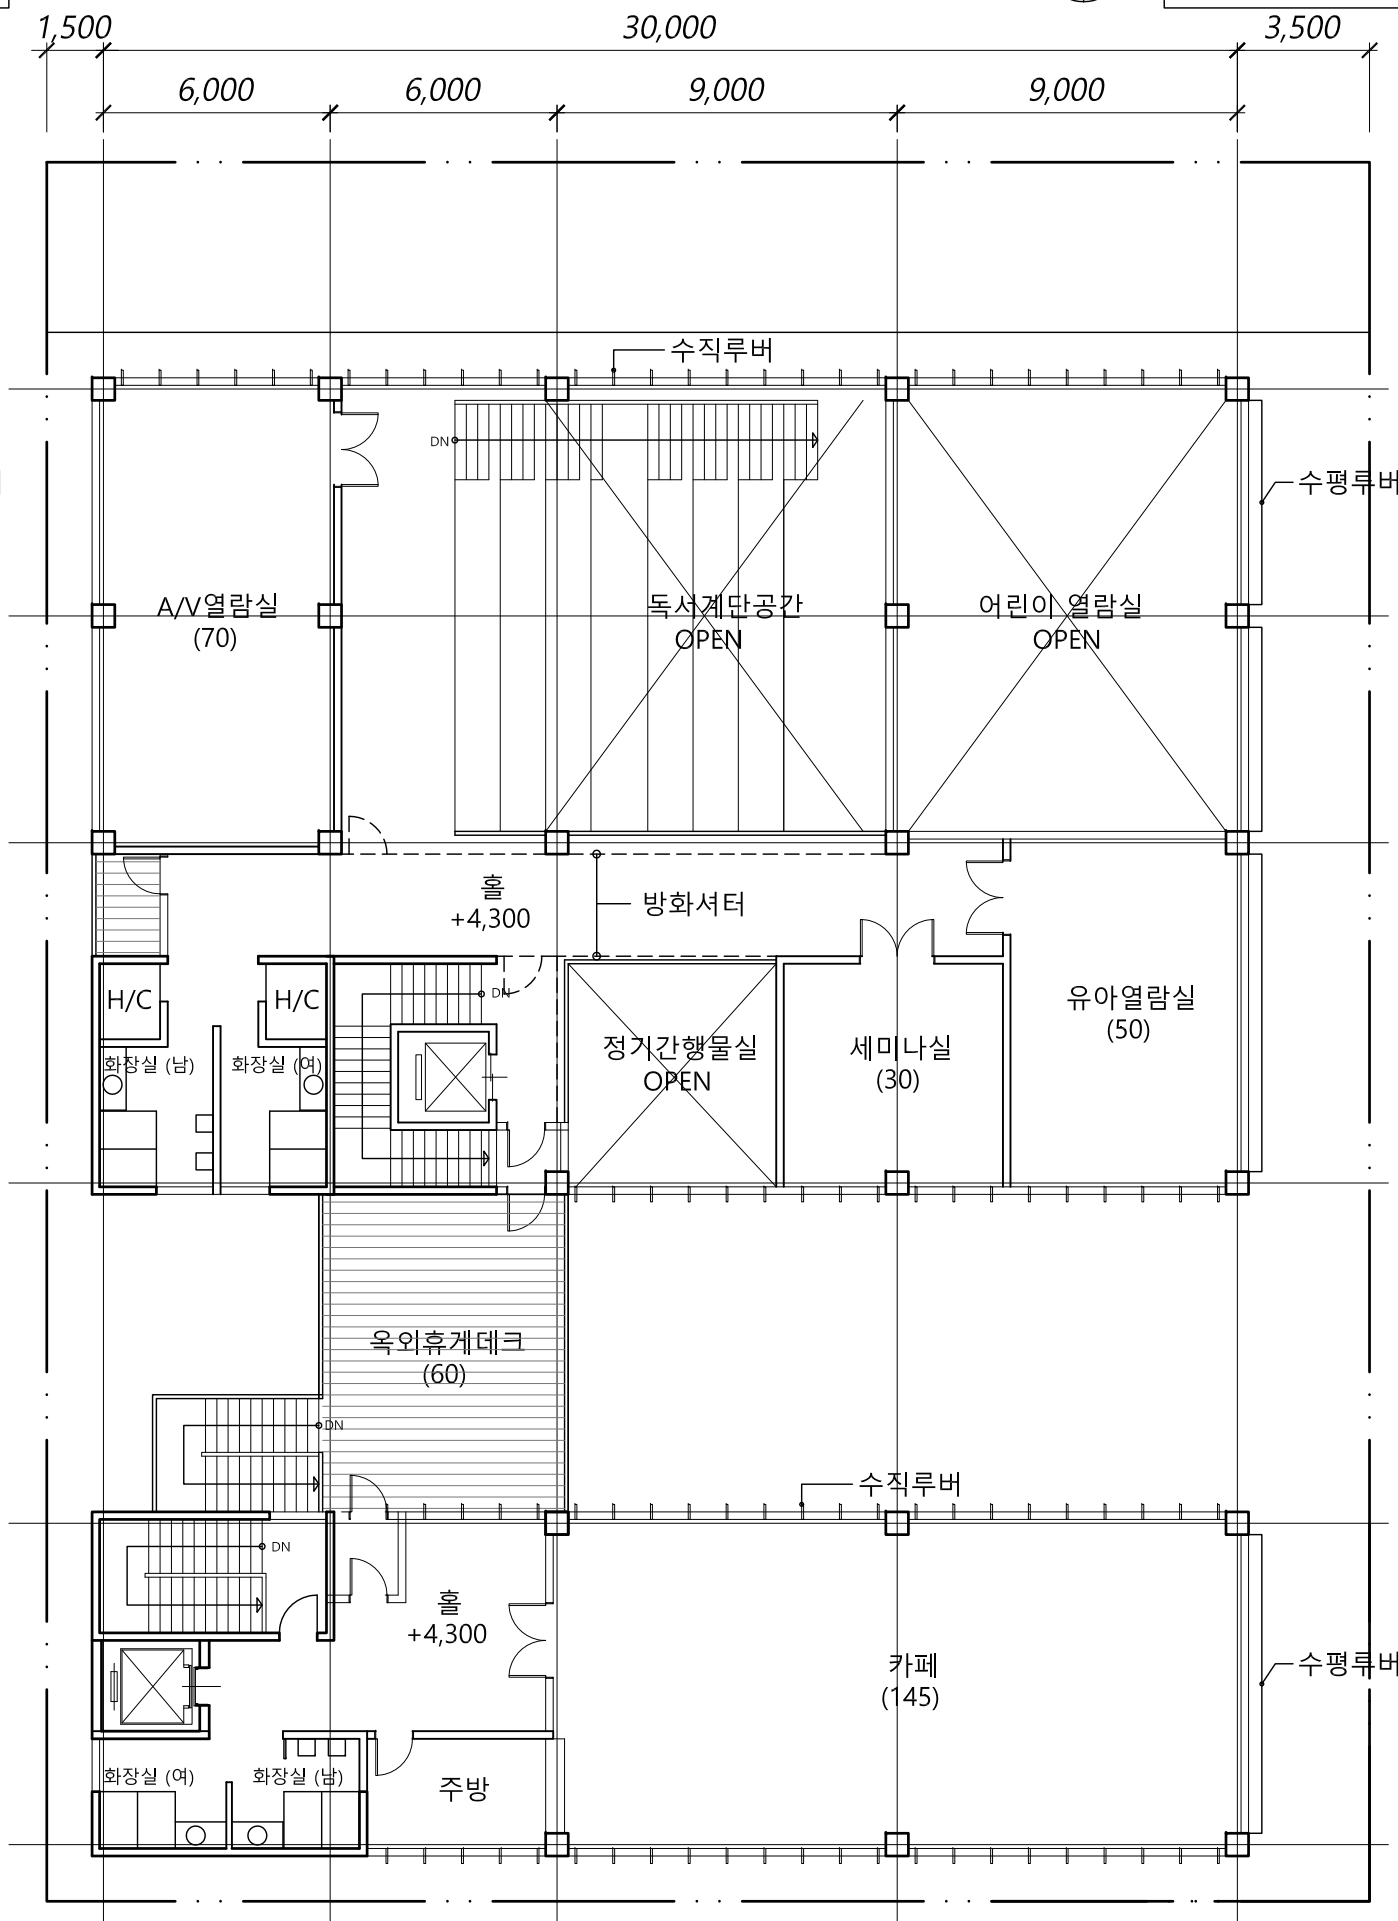 1,500
30,000
3,500
6,000
6,000
9,000
9,000
수직루버
DN
수평루버
A/V열람실
(70)
독서계단공간
OPEN
어린이 열람실
OPEN
홀
+4,300
방화셔터
H/C
H/C
DN
유아열람실
(50)
화장실 (남)
화장실 (여)
정기간행물실
OPEN
세미나실
(30)
옥외휴게데크
(60)
DN
수직루버
DN
홀
+4,300
카페
(145)
수평루버
화장실 (여)
화장실 (남)
주방